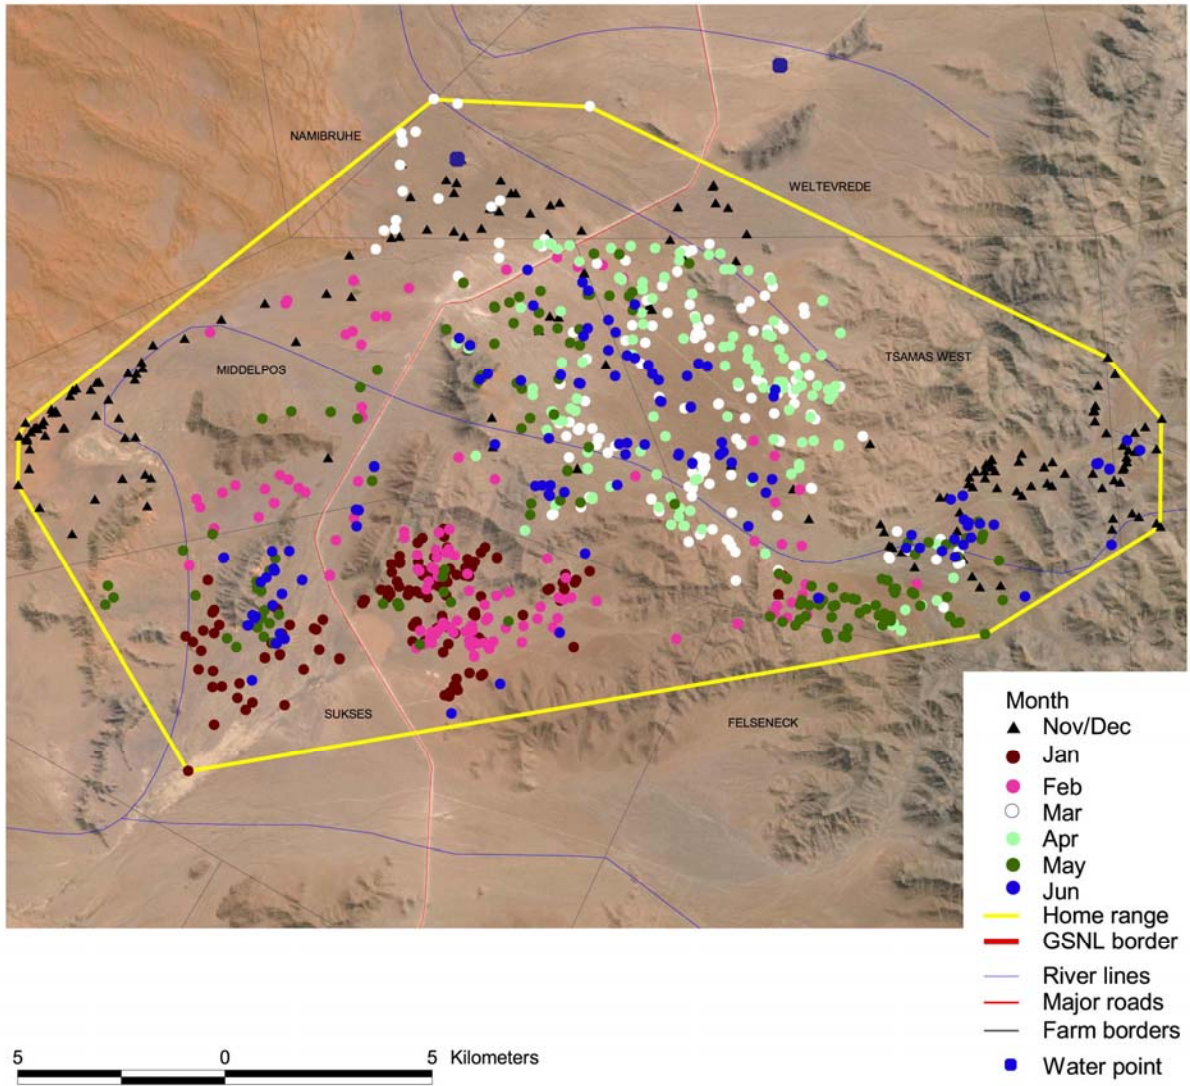 NAMIBRUHE
WELTEVREDE
TSAMAS WEST
MIDDELPOS
SUKSES
FELSENECK
Month
Nov/Dec
Jan
Feb
Mar
Apr
May
Jun
Home range
GSNL border
River lines
Major roads
Farm borders
Water point
5 0 5 Kilometers